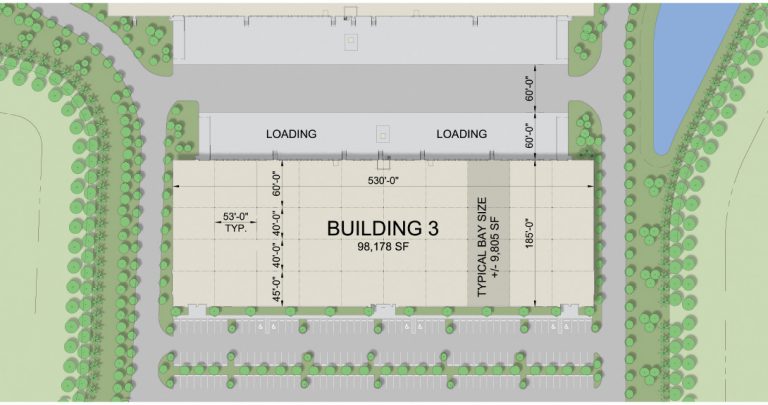 60'-0"
60'-0"
LOADING
LOADING
530'-0"
60'-0"
53'-0"
TYP.
40'-0"
40'-0"
45'-0"
BUILDING 3
98,178 SF
TYPICAL BAY SIZE
+/- 9,805 SF
185'-0"